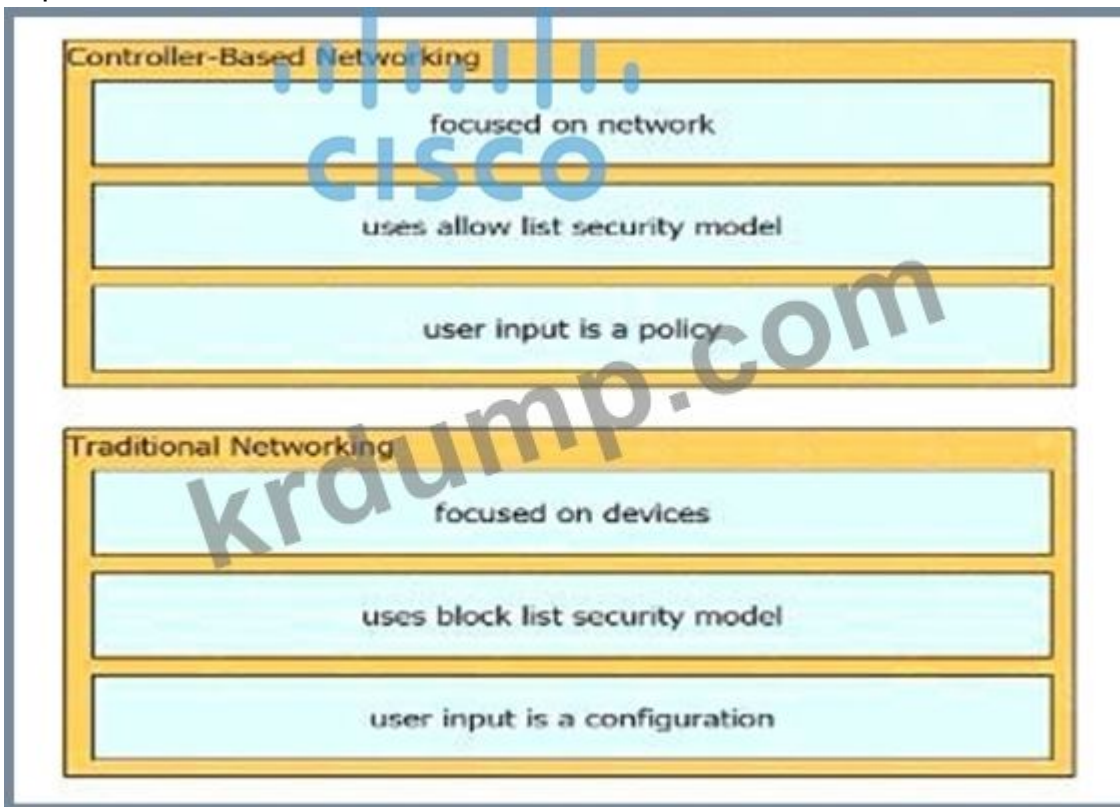 Controller-Based Networking
CISCO
focused on network
uses allow list security model
user input is a policy
krdump.com
Traditional Networking
focused on devices
uses block list security model
user input is a configuration